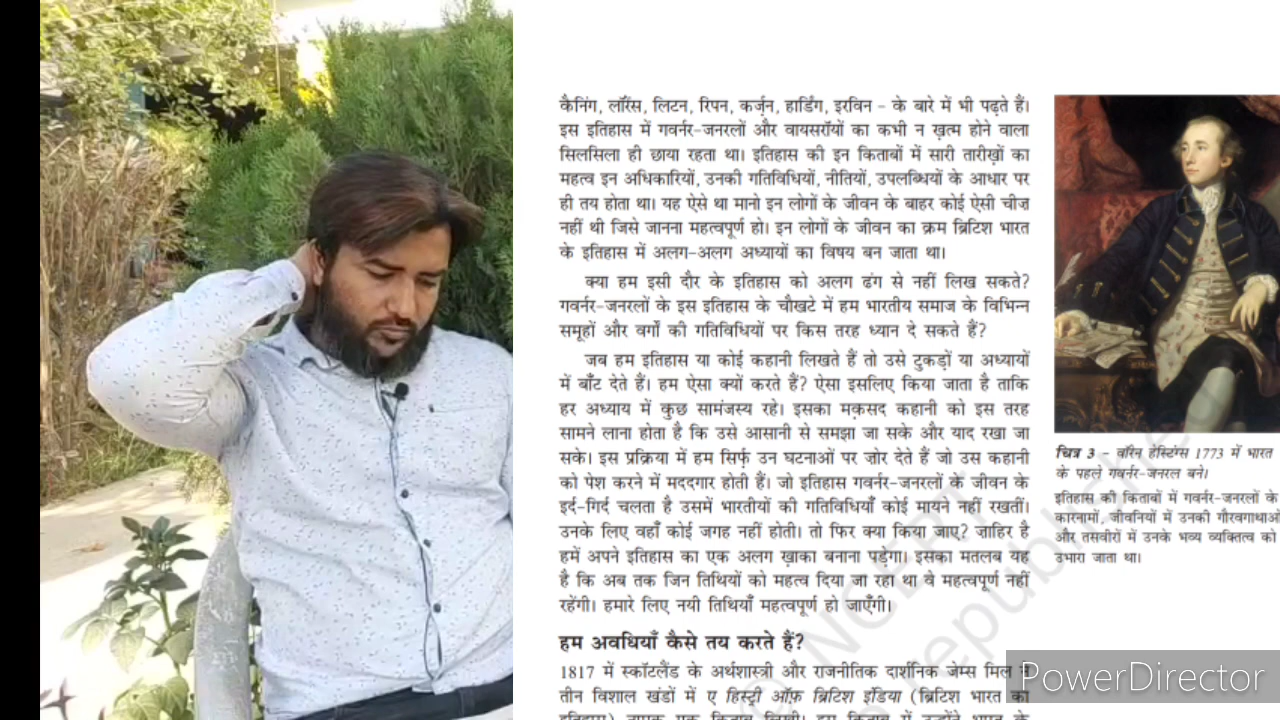 कैनिंग, लॉरेंस, लिटन, रिपन, कर्ज़न, हार्डिंग, इरविन – के बारे में भी पढ़ते हैं।
इस इतिहास में गवर्नर-जनरलों और वायसरॉयों का कभी न ख़त्म होने वाला
सिलसिला ही छाया रहता था। इतिहास की इन किताबों में सारी तारीख़ों का
महत्व इन अधिकारियों, उनकी गतिविधियों, नीतियों, उपलब्धियों के आधार पर
ही तय होता था। यह ऐसे था मानो इन लोगों के जीवन के बाहर कोई ऐसी चीज़
नहीं थी जिसे जानना महत्वपूर्ण हो। इन लोगों के जीवन का क्रम ब्रिटिश भारत
के इतिहास में अलग-अलग अध्यायों का विषय बन जाता था।
क्या हम इसी दौर के इतिहास को अलग ढंग से नहीं लिख सकते?
गवर्नर-जनरलों के इस इतिहास के चौखटे में हम भारतीय समाज के विभिन्न
समूहों और वर्गों की गतिविधियों पर किस तरह ध्यान दे सकते हैं?
जब हम इतिहास या कोई कहानी लिखते हैं तो उसे टुकड़ों या अध्यायों
में बाँट देते हैं। हम ऐसा क्यों करते हैं? ऐसा इसलिए किया जाता है ताकि
हर अध्याय में कुछ सामंजस्य रहे। इसका मक़सद कहानी को इस तरह
सामने लाना होता है कि उसे आसानी से समझा जा सके और याद रखा जा
सके। इस प्रक्रिया में हम सिर्फ़ उन घटनाओं पर ज़ोर देते हैं जो उस कहानी
को पेश करने में मददगार होती हैं। जो इतिहास गवर्नर-जनरलों के जीवन के
इर्द-गिर्द चलता है उसमें भारतीयों की गतिविधियाँ कोई मायने नहीं रखतीं।
उनके लिए वहाँ कोई जगह नहीं होती। तो फिर क्या किया जाए? ज़ाहिर है
हमें अपने इतिहास का एक अलग ख़ाका बनाना पड़ेगा। इसका मतलब यह
है कि अब तक जिन तिथियों को महत्व दिया जा रहा था वे महत्वपूर्ण नहीं
रहेंगी। हमारे लिए नयी तिथियाँ महत्वपूर्ण हो जाएँगी।
हम अवधियाँ कैसे तय करते हैं?
1817 में स्कॉटलैंड के अर्थशास्त्री और राजनीतिक दार्शनिक जेम्स मिल ने
तीन विशाल खंडों में ए हिस्ट्री ऑफ़ ब्रिटिश इंडिया (ब्रिटिश भारत का
चित्र 3 – वॉरेन हेस्टिंग्स 1773 में भारत
के पहले गवर्नर-जनरल बने।
इतिहास की किताबों में गवर्नर-जनरलों के
कारनामों, जीवनियों में उनकी गौरवगाथाओं
और तसवीरों में उनके भव्य व्यक्तित्व को
उभारा जाता था।
NCERT
republished
PowerDirector